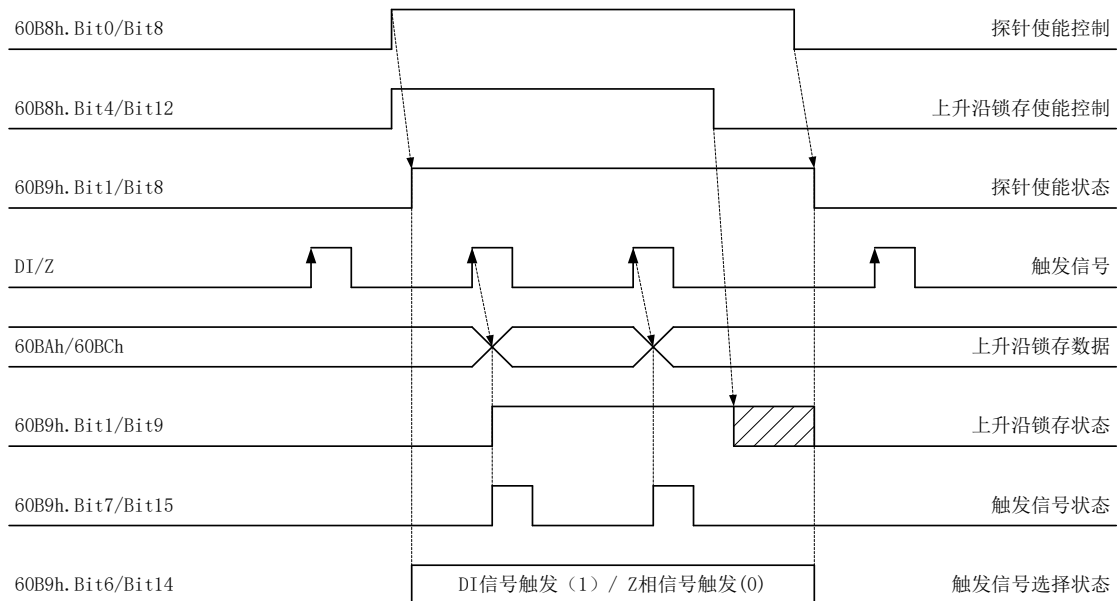 60B8h.Bit0/Bit8 探针使能控制
60B8h.Bit4/Bit12 上升沿锁存使能控制
60B9h.Bit1/Bit8 探针使能状态
DI/Z 触发信号
60BAh/60BCh 上升沿锁存数据
60B9h.Bit1/Bit9 上升沿锁存状态
60B9h.Bit7/Bit15 触发信号状态
60B9h.Bit6/Bit14 DI信号触发（1）/ Z相信号触发(0) 触发信号选择状态